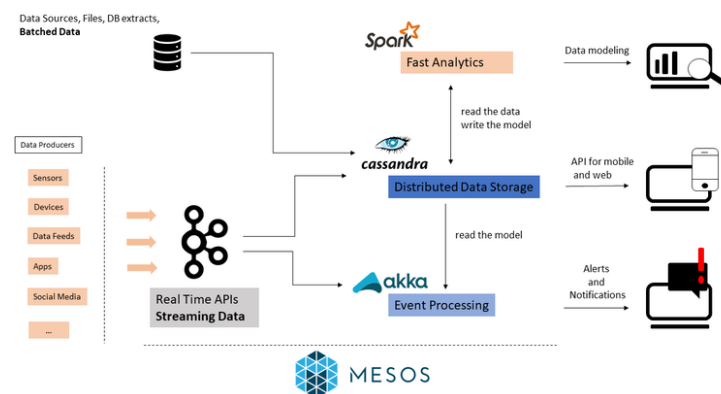 Data Sources, Files, DB extracts,
Batched Data
Spark
Fast Analytics
Data modeling
read the data
write the model
Data Producers
Sensors
Devices
Data Feeds
Apps
Social Media
...
cassandra
Distributed Data Storage
API for mobile
and web
read the model
Real Time APIs
Streaming Data
akka
Event Processing
Alerts
and
Notifications
MESOS